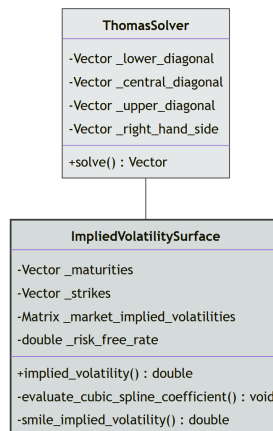 ThomasSolver
-Vector _lower_diagonal
-Vector _central_diagonal
-Vector _upper_diagonal
-Vector _right_hand_side
+solve() : Vector
ImpliedVolatilitySurface
-Vector _maturities
-Vector _strikes
-Matrix _market_implied_volatilities
-double _risk_free_rate
+implied_volatility() : double
-evaluate_cubic_spline_coefficient() : void
-smile_implied_volatility() : double